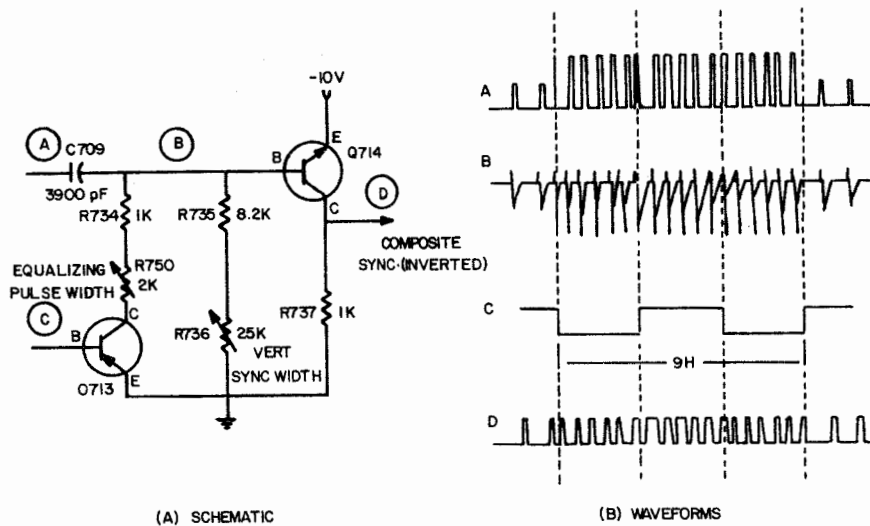 -10V
A
C709
B
3900 pF
B
E
Q714
D
C
R734
1K
R735
8.2K
COMPOSITE
SYNC·(INVERTED)
EQUALIZING
PULSE WIDTH
R750
2K
C
C
B
E
O713
R736
25K
VERT
SYNC WIDTH
R737
1K
(A) SCHEMATIC
A
B
C
9H
D
(B) WAVEFORMS